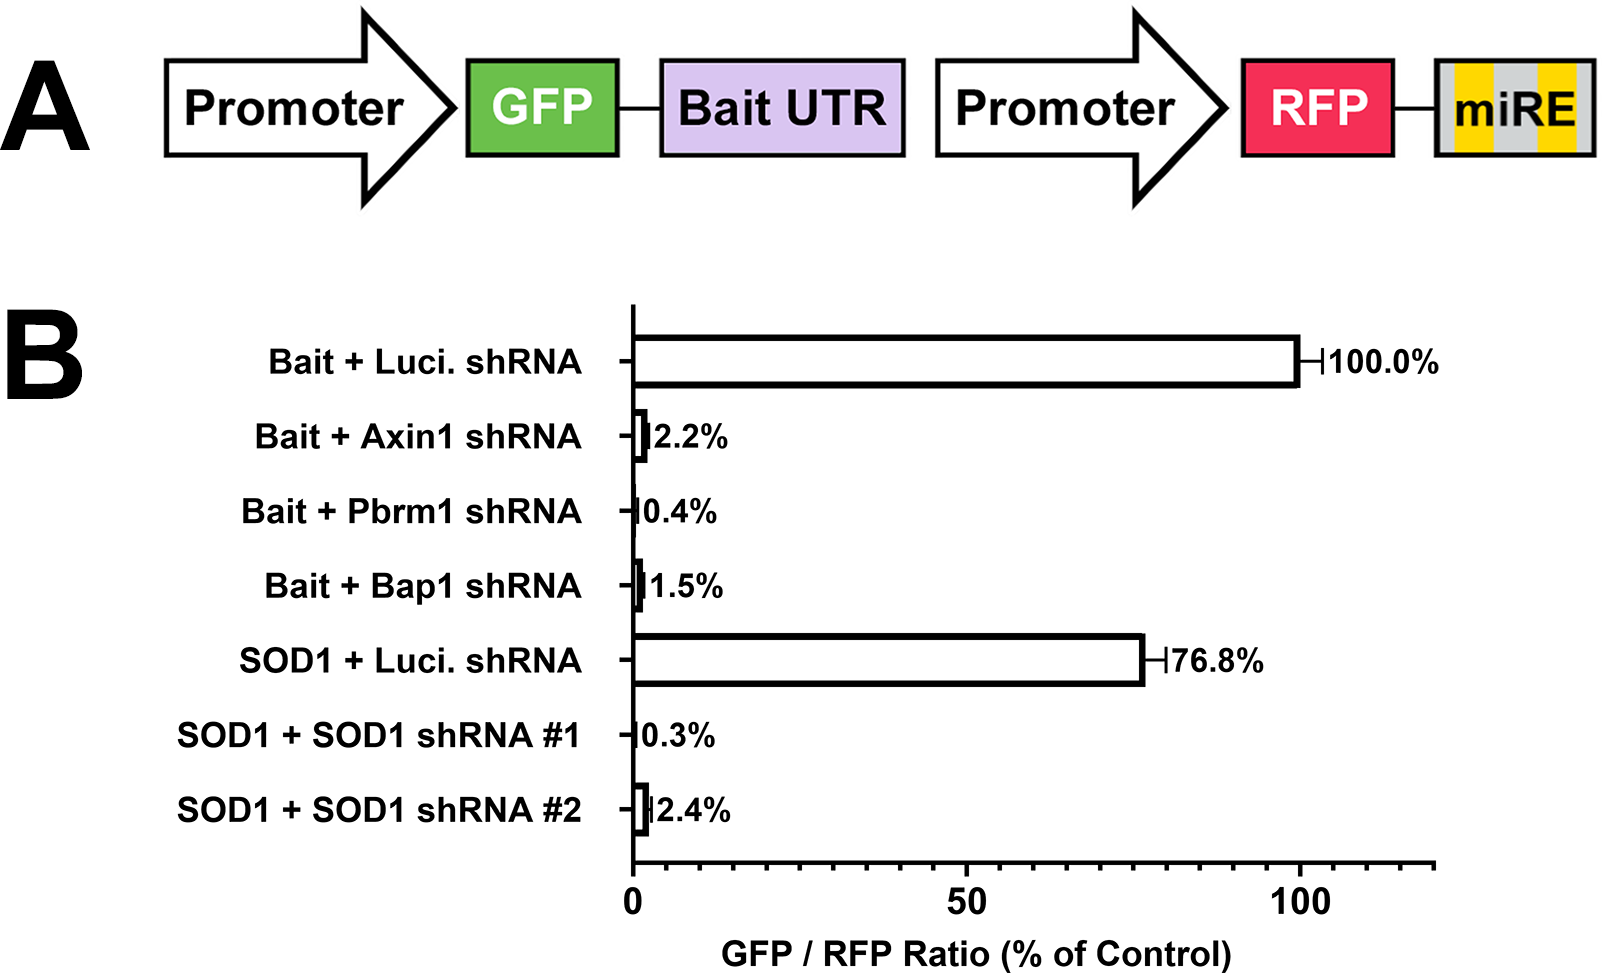 A
Promoter GFP Bait UTR Promoter RFP miRE
B
Bait + Luci. shRNA 100.0%
Bait + Axin1 shRNA 2.2%
Bait + Pbrm1 shRNA 0.4%
Bait + Bap1 shRNA 1.5%
SOD1 + Luci. shRNA 76.8%
SOD1 + SOD1 shRNA #1 0.3%
SOD1 + SOD1 shRNA #2 2.4%
0 50 100
GFP / RFP Ratio (% of Control)